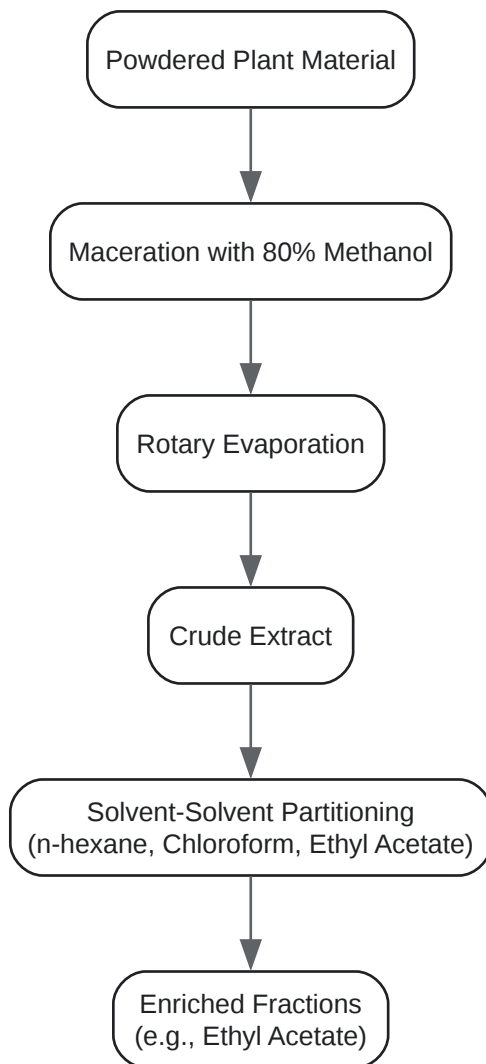 Powdered Plant Material
Maceration with 80% Methanol
Rotary Evaporation
Crude Extract
Solvent-Solvent Partitioning
(n-hexane, Chloroform, Ethyl Acetate)
Enriched Fractions
(e.g., Ethyl Acetate)